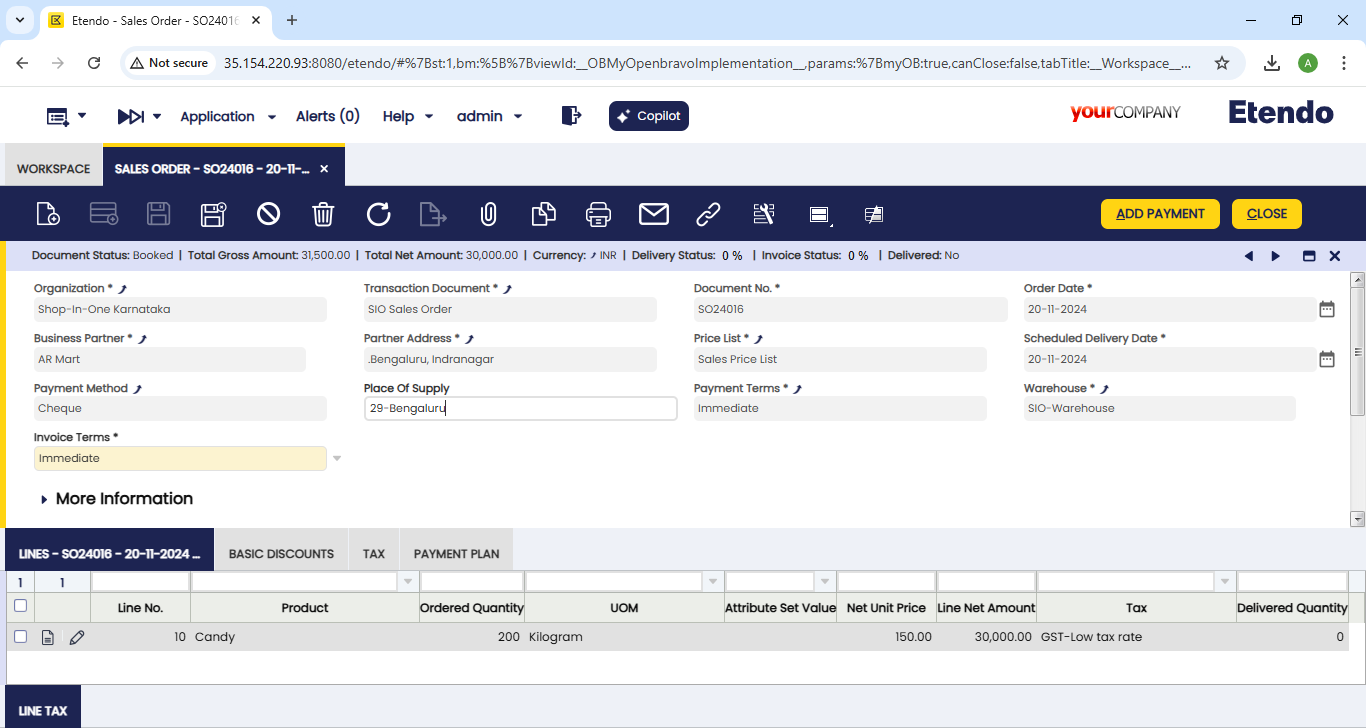 Etendo - Sales Order - SO24016
Not secure
35.154.220.93:8080/etendo/#%7Bst:1,bm:%5B%7BviewId:__OBMyOpenbravoImplementation__,params:%7BmyOB:true,canClose:false,tabTitle:__Workspace__...
A
Application
Alerts (0)
Help
admin
Copilot
yourCOMPANY
Etendo
WORKSPACE
SALES ORDER - SO24016 - 20-11-...
ADD PAYMENT
CLOSE
Document Status: Booked | Total Gross Amount: 31,500.00 | Total Net Amount: 30,000.00 | Currency: INR | Delivery Status: 0 % | Invoice Status: 0 % | Delivered: No
Organization * Transaction Document * Document No. * Order Date *
Shop-In-One Karnataka SIO Sales Order SO24016 20-11-2024
Business Partner * Partner Address * Price List * Scheduled Delivery Date *
AR Mart .Bengaluru, Indranagar Sales Price List 20-11-2024
Payment Method Place Of Supply Payment Terms * Warehouse *
Cheque 29-Bengaluru Immediate SIO-Warehouse
Invoice Terms *
Immediate
More Information
LINES - SO24016 - 20-11-2024 ... BASIC DISCOUNTS TAX PAYMENT PLAN
1 1
Line No. Product Ordered Quantity UOM Attribute Set Value Net Unit Price Line Net Amount Tax Delivered Quantity
10 Candy 200 Kilogram 150.00 30,000.00 GST-Low tax rate 0
LINE TAX